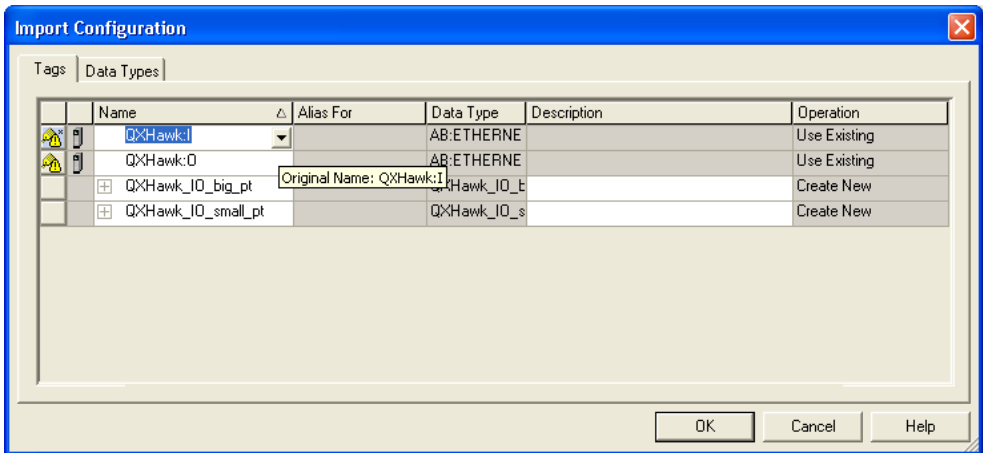 Import Configuration
Tags Data Types
Name Alias For Data Type Description Operation
QXHawk:I AB:ETHERNE Use Existing
QXHawk:O AB:ETHERNE Use Existing
Original Name: QXHawk:I
QXHawk_IO_big_pt QXHawk_IO_b Create New
QXHawk_IO_small_pt QXHawk_IO_s Create New
OK Cancel Help